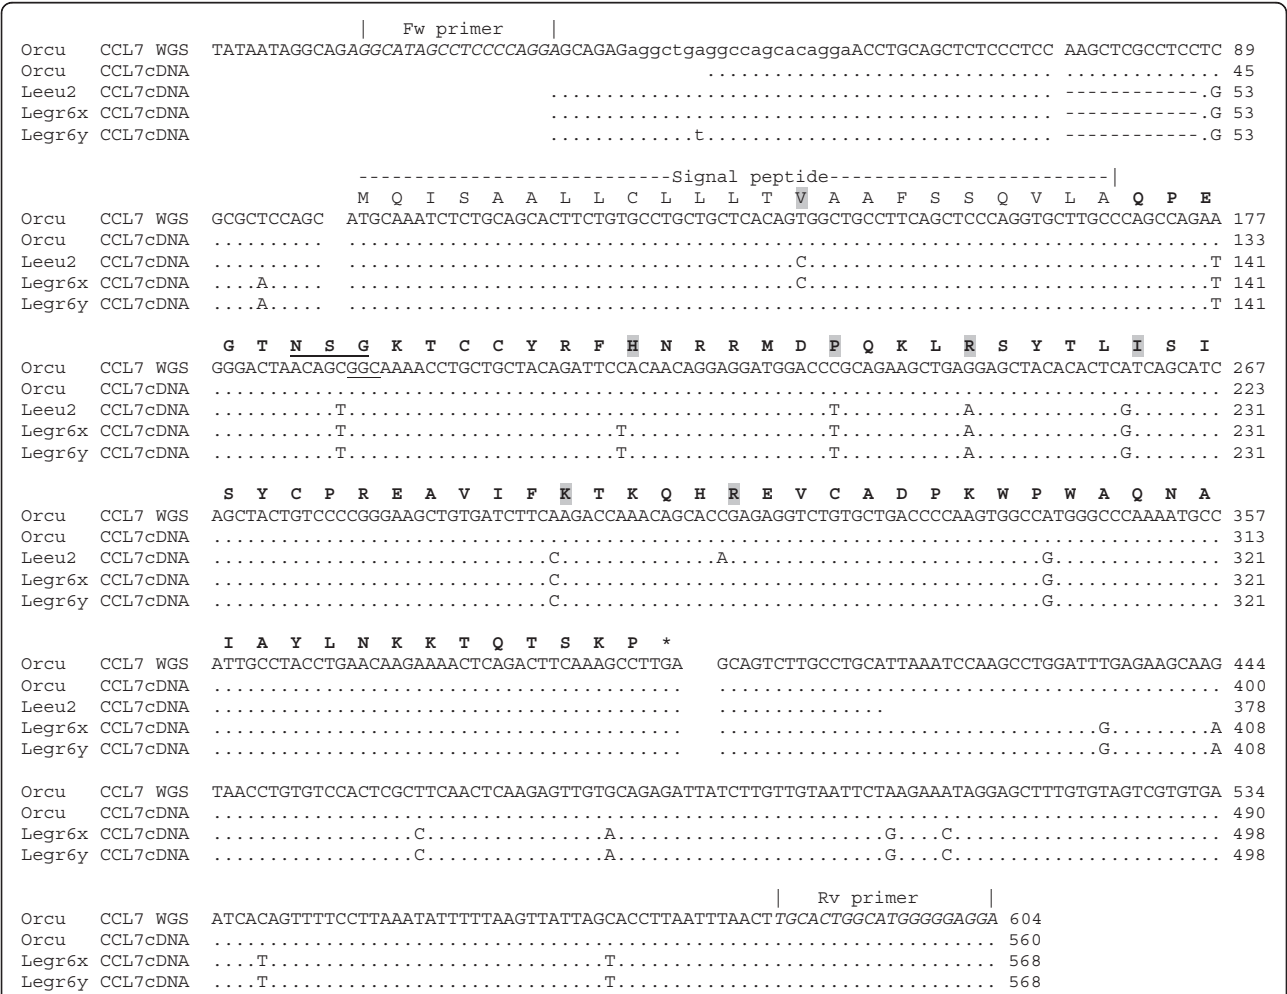 | Fw primer |
Orcu CCL7 WGS TATAATAGGCAGAGGCATAGCCTCCCCAGGAGCAGAGAggctgaggccagcacaggaACCTGCAGCTCTCCCTCC AAGCTCGCCTCCTC 89
Orcu CCL7cDNA ............................... .............. 45
Leeu2 CCL7cDNA ............................................. ------------.G 53
Legr6x CCL7cDNA ............................................. ------------.G 53
Legr6y CCL7cDNA .............t............................... ------------.G 53
----------------------------Signal peptide-------------------------|
M Q I S A A L L C L L L T V A A F S S Q V L A Q P E
Orcu CCL7 WGS GCGCTCCAGC ATGCAAATCTCTGCAGCACTTCTGTGCCTGCTGCTCACAGTGGCTGCCTTCAGCTCCCAGGTGCTTGCCCAGCCAGAA 177
Orcu CCL7cDNA .......... .............................................................................. 133
Leeu2 CCL7cDNA .......... ........................................C....................................T 141
Legr6x CCL7cDNA ....A..... ........................................C....................................T 141
Legr6y CCL7cDNA ....A..... .............................................................................T 141
G T N S G K T C C Y R F H N R R M D P Q K L R S Y T L I S I
Orcu CCL7 WGS GGGACTAACAGCGGCAAAACCTGCTGCTACAGATTCCACAACAGGAGGATGGACCCGCAGAAGCTGAGGAGCTACACACTCATCAGCATC 267
Orcu CCL7cDNA .......................................................................................... 223
Leeu2 CCL7cDNA ...........T...........................................T...........A.............G........ 231
Legr6x CCL7cDNA ...........T........................T..................T...........A.............G........ 231
Legr6y CCL7cDNA ...........T........................T..................T...........A.............G........ 231
S Y C P R E A V I F K T K Q H R E V C A D P K W P W A Q N A
Orcu CCL7 WGS AGCTACTGTCCCCGGGAAGCTGTGATCTTCAAGACCAAACAGCACCGAGAGGTCTGTGCTGACCCCAAGTGGCCATGGGCCCAAAATGCC 357
Orcu CCL7cDNA .......................................................................................... 313
Leeu2 CCL7cDNA ..............................C..............A............................G............... 321
Legr6x CCL7cDNA ..............................C...........................................G............... 321
Legr6y CCL7cDNA ..............................C...........................................G............... 321
I A Y L N K K T Q T S K P *
Orcu CCL7 WGS ATTGCCTACCTGAACAAGAAAACTCAGACTTCAAAGCCTTGA GCAGTCTTGCCTGCATTAAATCCAAGCCTGGATTTGAGAAGCAAG 444
Orcu CCL7cDNA .......................................... ............................................. 400
Leeu2 CCL7cDNA .......................................... ............... 378
Legr6x CCL7cDNA .......................................... ..................................G.........A 408
Legr6y CCL7cDNA .......................................... ..................................G.........A 408
Orcu CCL7 WGS TAACCTGTGTCCACTCGCTTCAACTCAAGAGTTGTGCAGAGATTATCTTGTTGTAATTCTAAGAAATAGGAGCTTTGTGTAGTCGTGTGA 534
Orcu CCL7cDNA .......................................................................................... 490
Legr6x CCL7cDNA ..................C................A........................G....C........................ 498
Legr6y CCL7cDNA ..................C................A........................G....C........................ 498
| Rv primer |
Orcu CCL7 WGS ATCACAGTTTTCCTTAAATATTTTTAAGTTATTAGCACCTTAATTTAACTTGCACTGGCATGGGGGAGGA 604
Orcu CCL7cDNA ...................................................................... 560
Legr6x CCL7cDNA ....T..............................T.................................. 568
Legr6y CCL7cDNA ....T..............................T.................................. 568